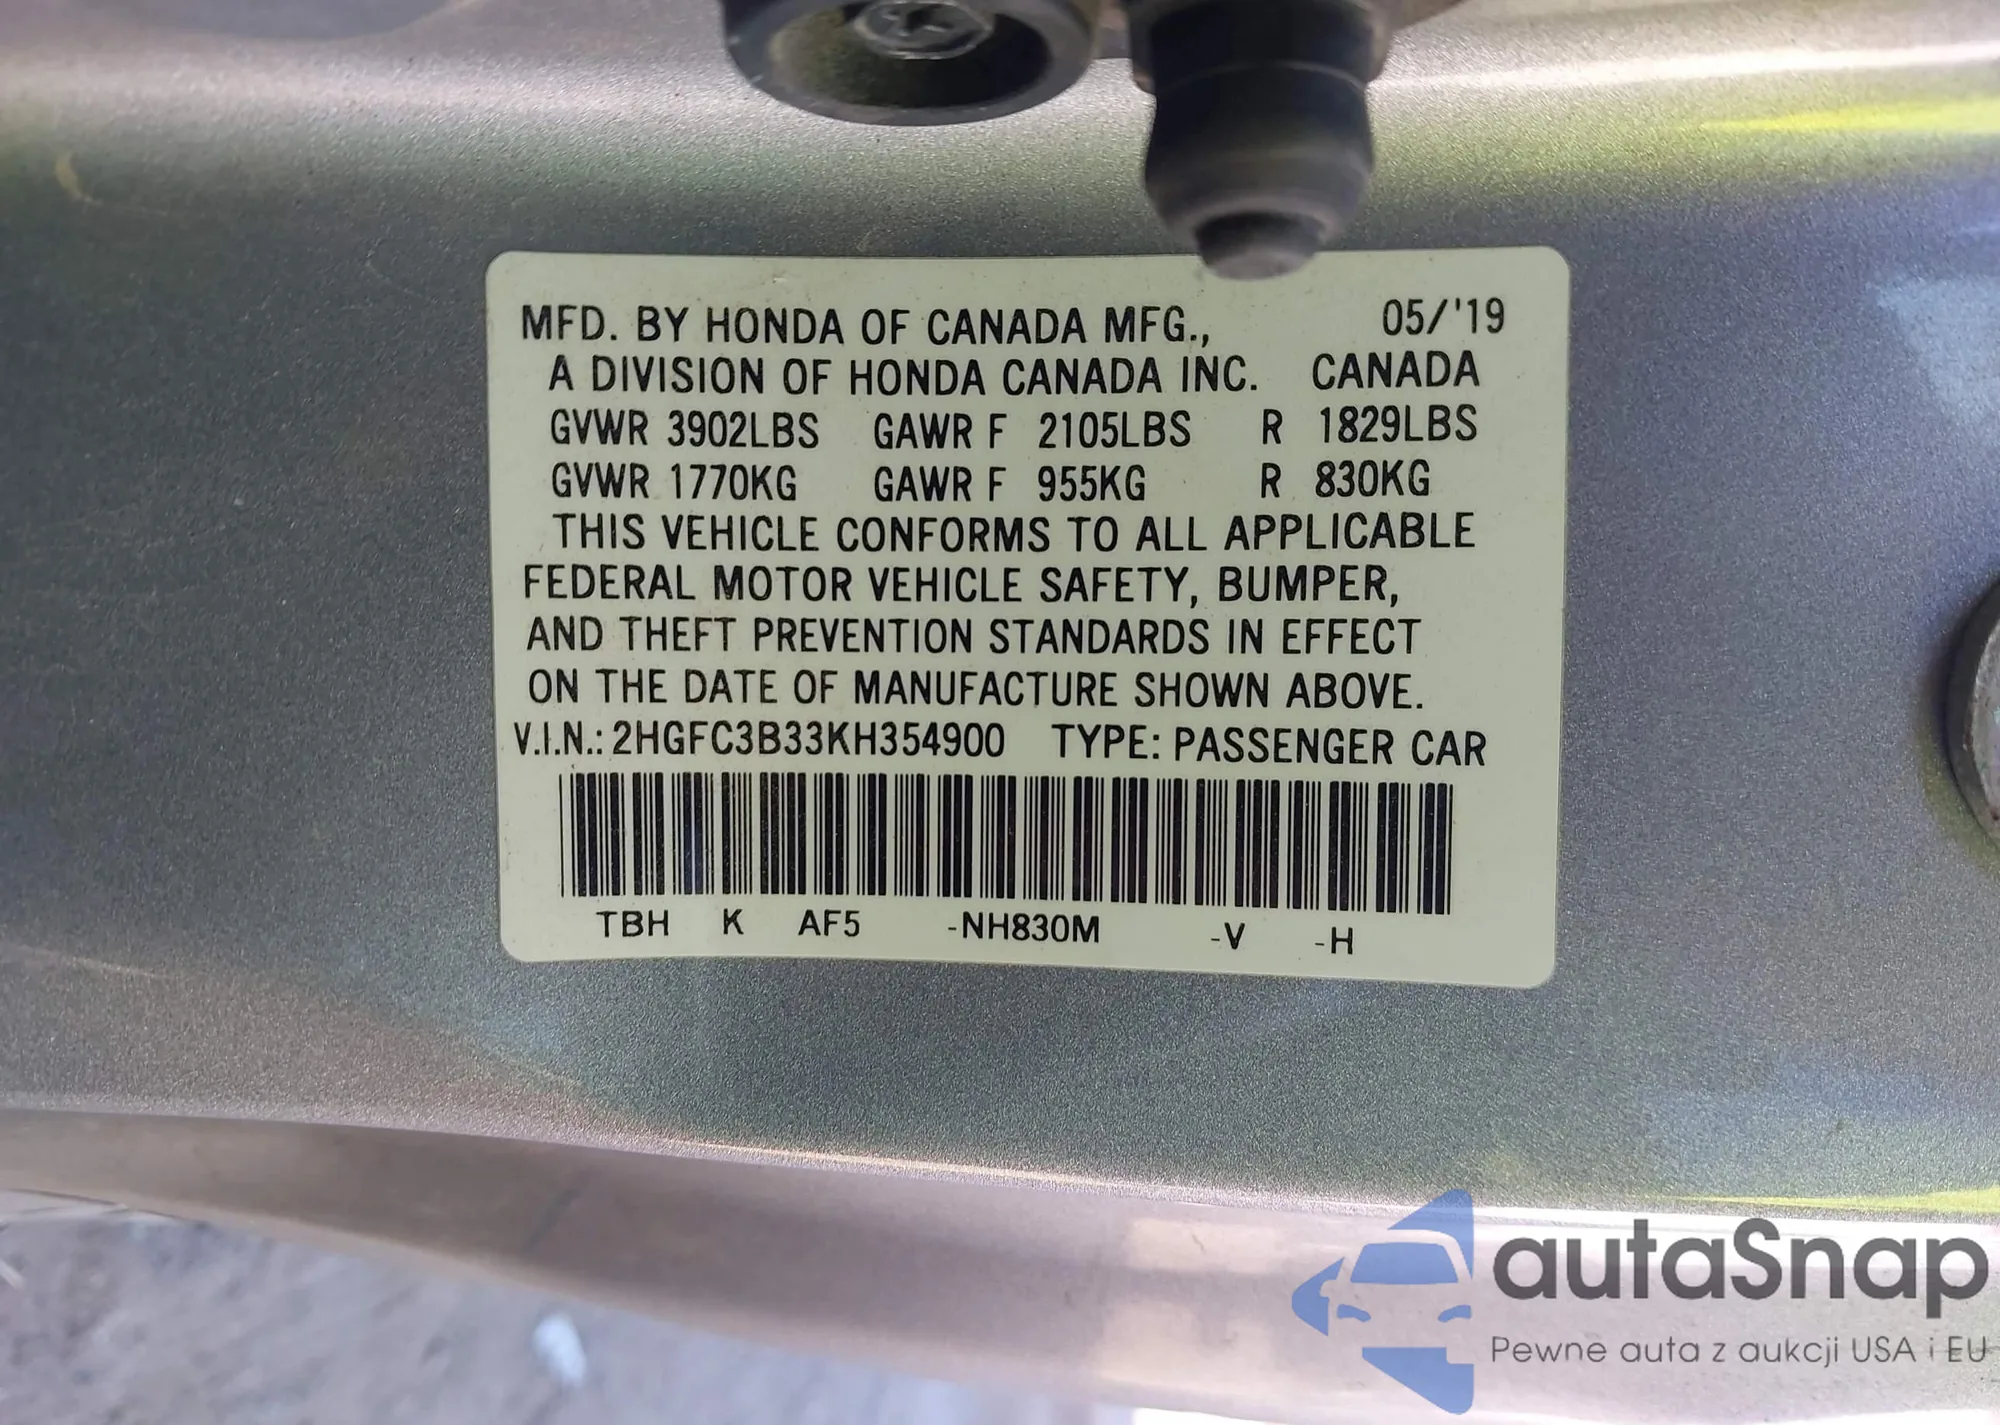 MFD. BY HONDA OF CANADA MFG., 05/'19
A DIVISION OF HONDA CANADA INC. CANADA
GVWR 3902LBS GAWR F 2105LBS R 1829LBS
GVWR 1770KG GAWR F 955KG R 830KG
THIS VEHICLE CONFORMS TO ALL APPLICABLE
FEDERAL MOTOR VEHICLE SAFETY, BUMPER,
AND THEFT PREVENTION STANDARDS IN EFFECT
ON THE DATE OF MANUFACTURE SHOWN ABOVE.
V.I.N.: 2HGFC3B33KH354900 TYPE: PASSENGER CAR
TBH K AF5 -NH830M -V -H
autaSnap
Pewne auta z aukcji USA i EU